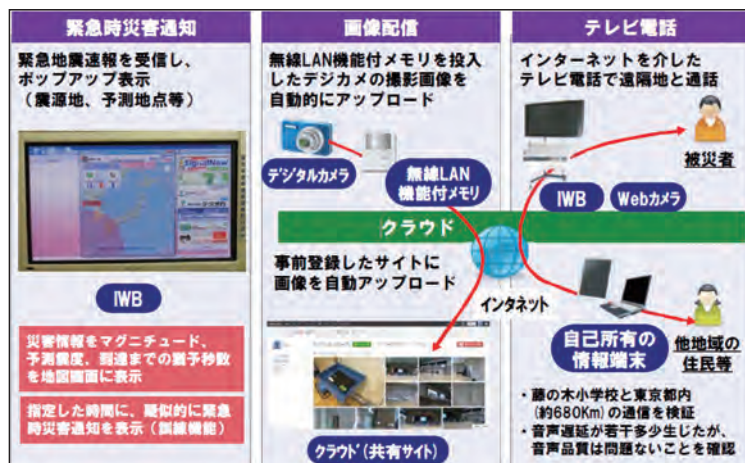 緊急時災害通知
緊急地震速報を受信し、
ポップアップ表示
（震源地、予測地点等）
IWB
災害情報をマグニチュード、
予測震度、到達までの猶予秒数
を地図画面に表示
指定した時間に、疑似的に緊急
時災害通知を表示（訓練機能）
画像配信
無線LAN機能付メモリを投入
したデジカメの撮影画像を
自動的にアップロード
デジタルカメラ
無線LAN
機能付メモリ
クラウド
事前登録したサイトに
画像を自動アップロード
インタネット
クラウド(共有サイト)
テレビ電話
インターネットを介した
テレビ電話で遠隔地と通話
被災者
IWB
Webカメラ
自己所有の
情報端末
他地域の
住民等
・藤の木小学校と東京都内
(約680Km)の通信を検証
・音声遅延が若干多少生じたが、
音声品質は問題ないことを確認